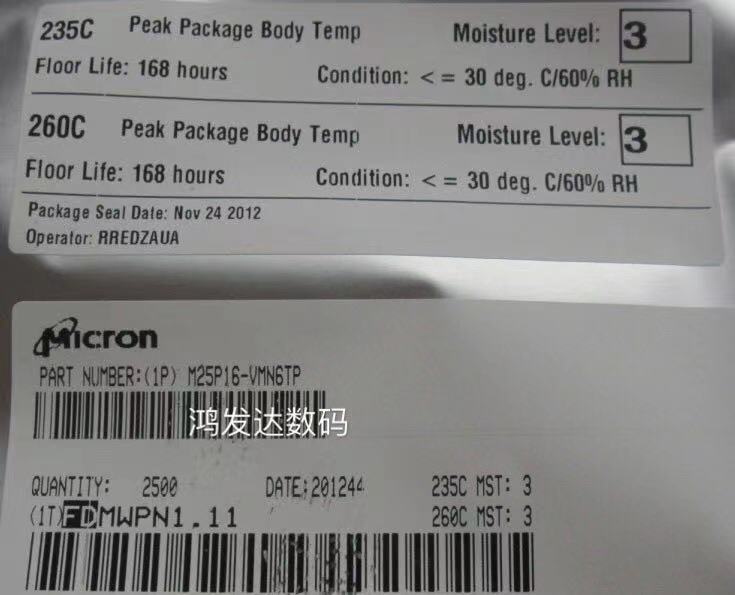 235C Peak Package Body Temp Moisture Level: 3
Floor Life: 168 hours Condition: < = 30 deg. C/60% RH
260C Peak Package Body Temp Moisture Level: 3
Floor Life: 168 hours Condition: < = 30 deg. C/60% RH
Package Seal Date: Nov 24 2012
Operator: RREDZAUA
Micron
PART NUMBER:(1P) M25P16-VMN6TP
鸿发达数码
QUANTITY: 2500 DATE:201244 235C MST: 3
(1T)FDMWPN1.11 260C MST: 3